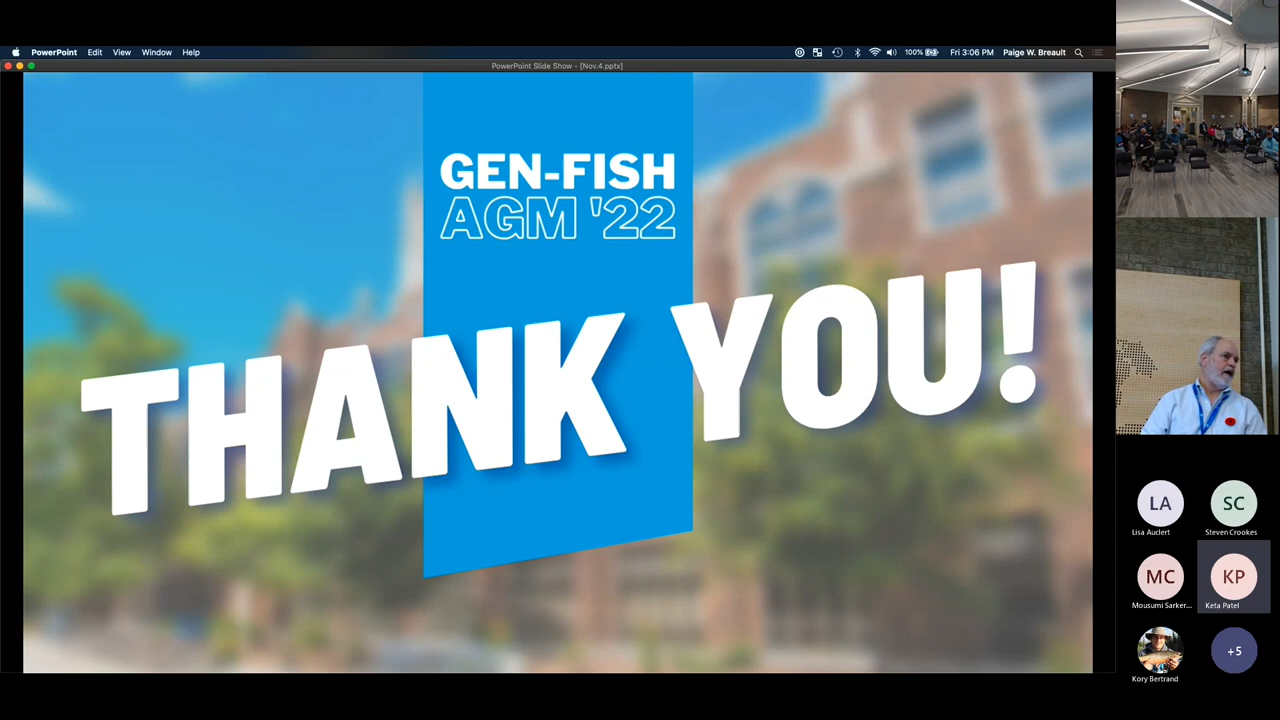 PowerPoint Edit View Window Help
100% Fri 3:06 PM Paige W. Breault
PowerPoint Slide Show - [Nov.4.pptx]
GEN-FISH
AGM '22
THANK YOU!
LA
Lisa Auclert
SC
Steven Crookes
MC
Mousumi Sarker...
KP
Keta Patel
Kory Bertrand
+5